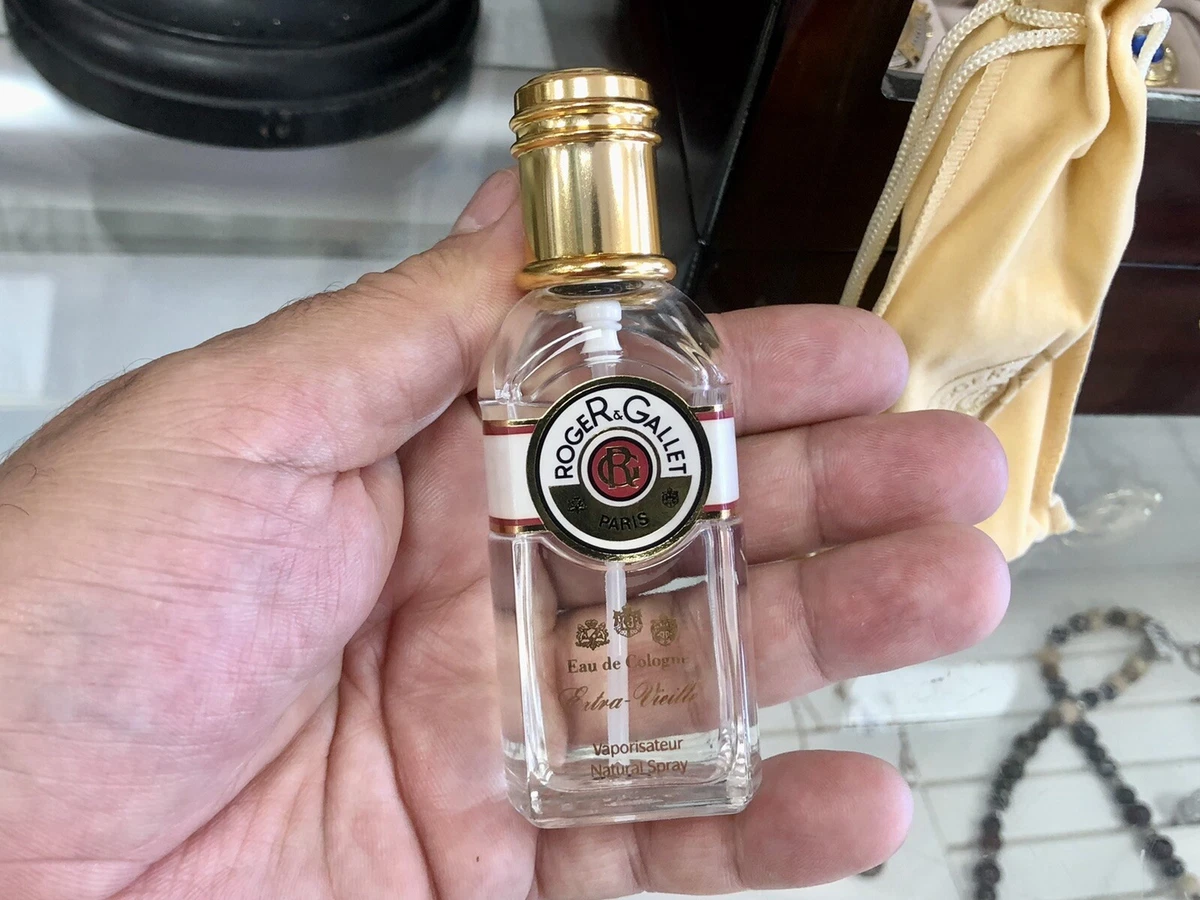 ROGER & GALLET
RG
PARIS
Eau de Cologne
Extra-Vieille
Vaporisateur
Natural Spray